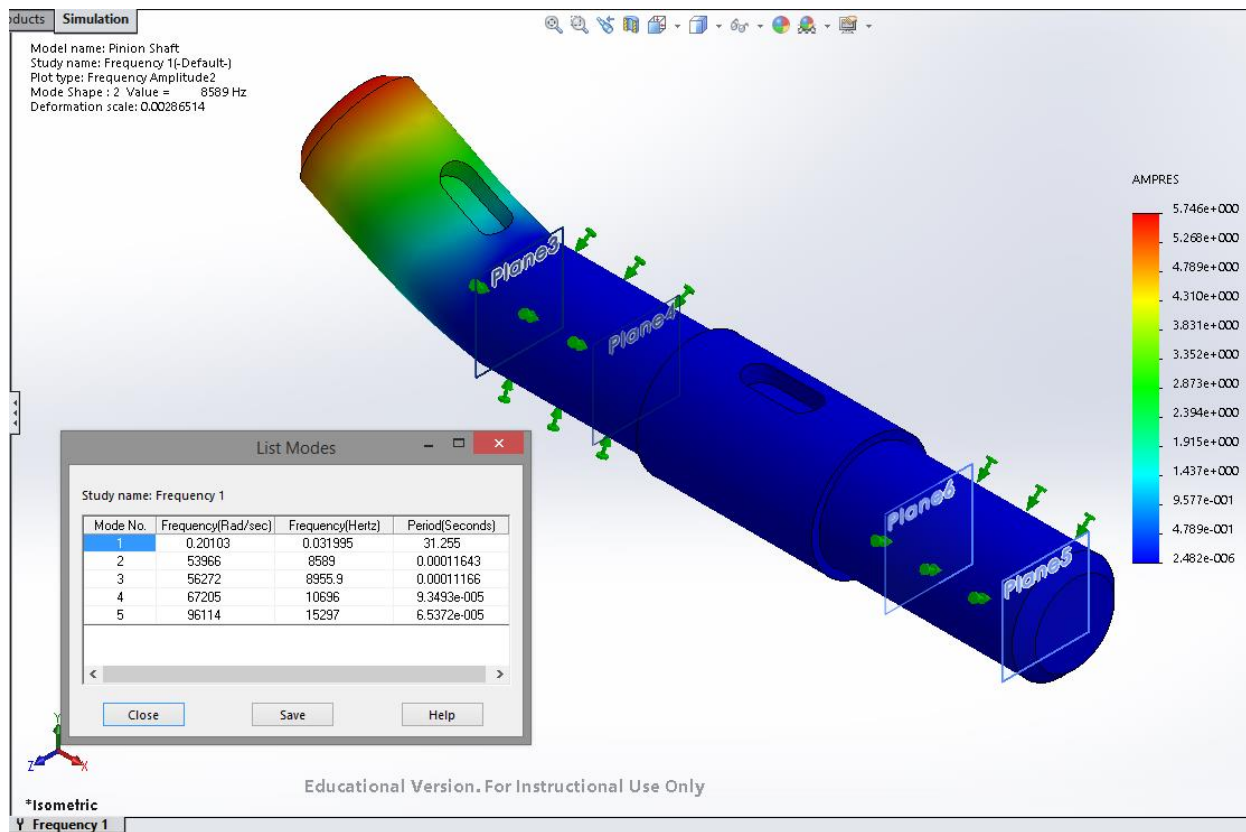 ducts Simulation
Model name: Pinion Shaft
Study name: Frequency 1(-Default-)
Plot type: Frequency Amplitude2
Mode Shape : 2 Value = 8589 Hz
Deformation scale: 0.00286514
AMPRES
5.746e+000
5.268e+000
4.789e+000
4.310e+000
3.831e+000
3.352e+000
2.873e+000
2.394e+000
1.915e+000
1.437e+000
9.577e-001
4.789e-001
2.482e-006
Plane3
Plane4
Plane6
Plane5
List Modes
Study name: Frequency 1
Mode No. Frequency(Rad/sec) Frequency(Hertz) Period(Seconds)
1 0.20103 0.031995 31.255
2 53966 8589 0.00011643
3 56272 8955.9 0.00011166
4 67205 10696 9.3493e-005
5 96114 15297 6.5372e-005
Close Save Help
Y
Z X
Educational Version. For Instructional Use Only
*Isometric
Frequency 1